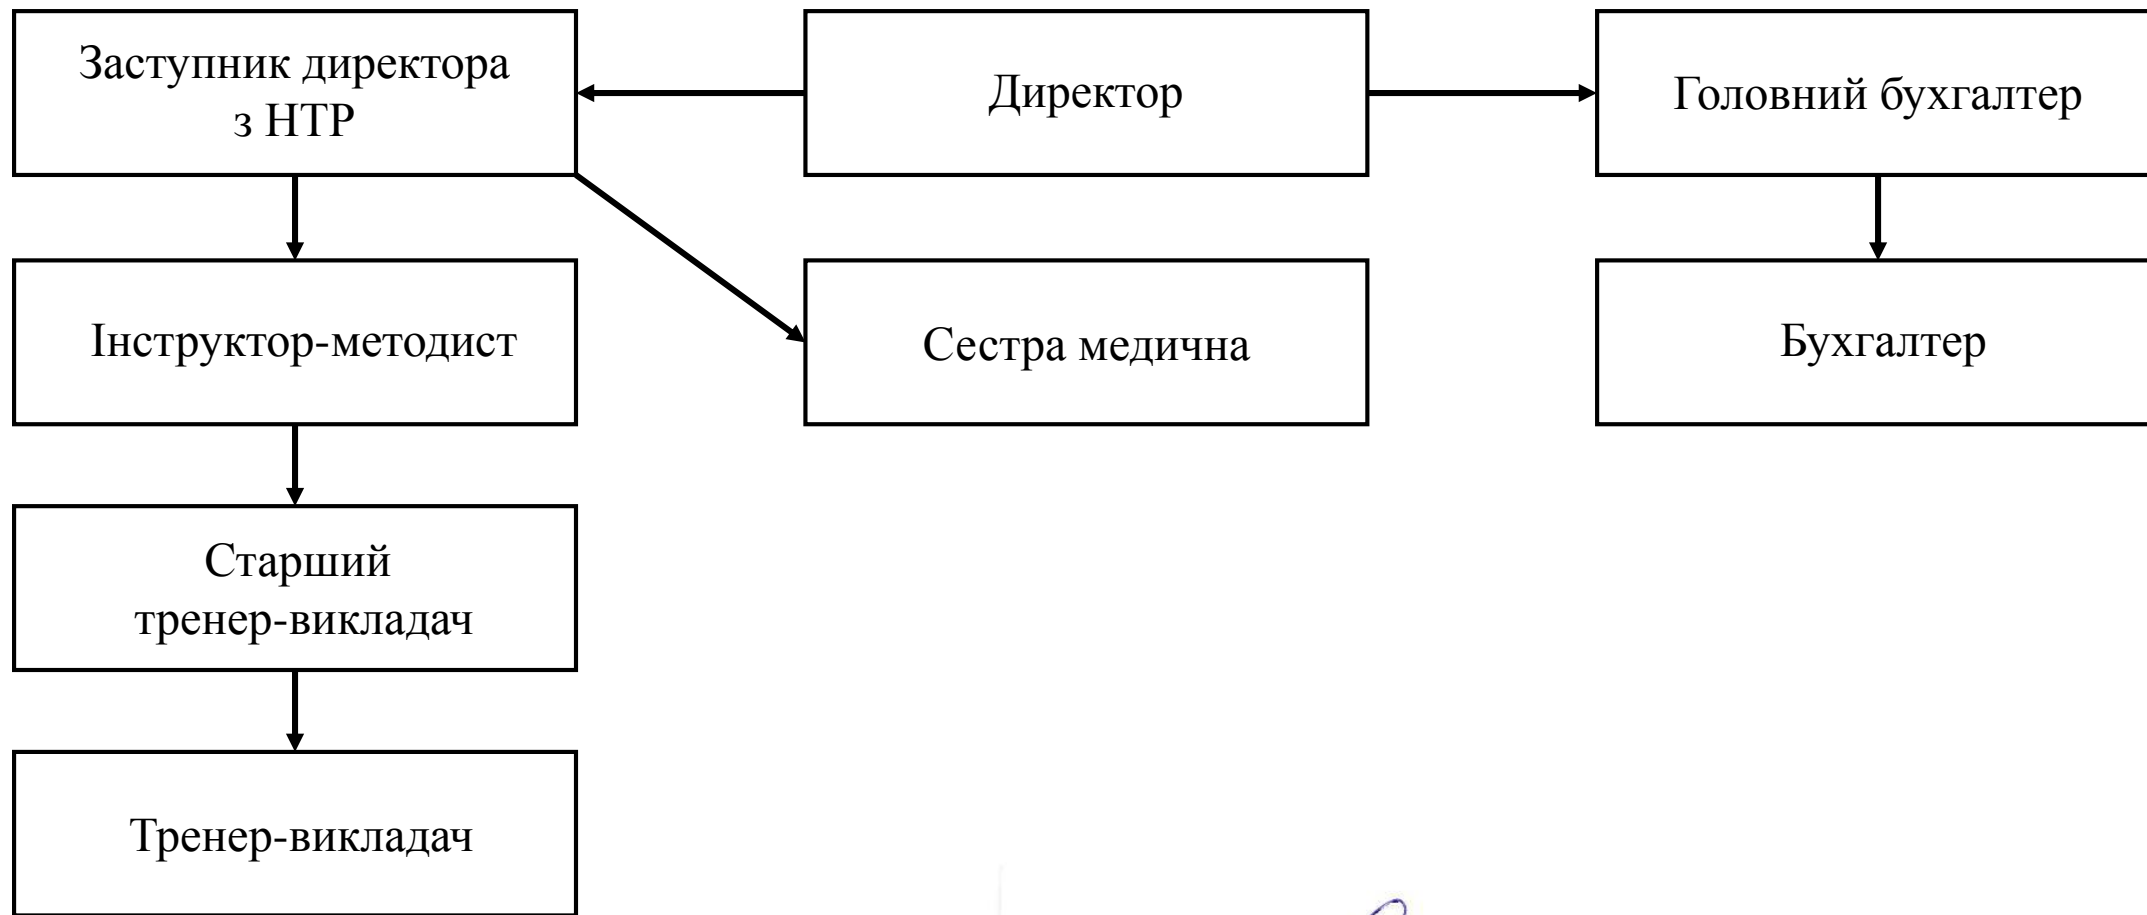 Заступник директора
з НТР
Директор
Головний бухгалтер
Інструктор-методист
Сестра медична
Бухгалтер
Старший
тренер-викладач
Тренер-викладач